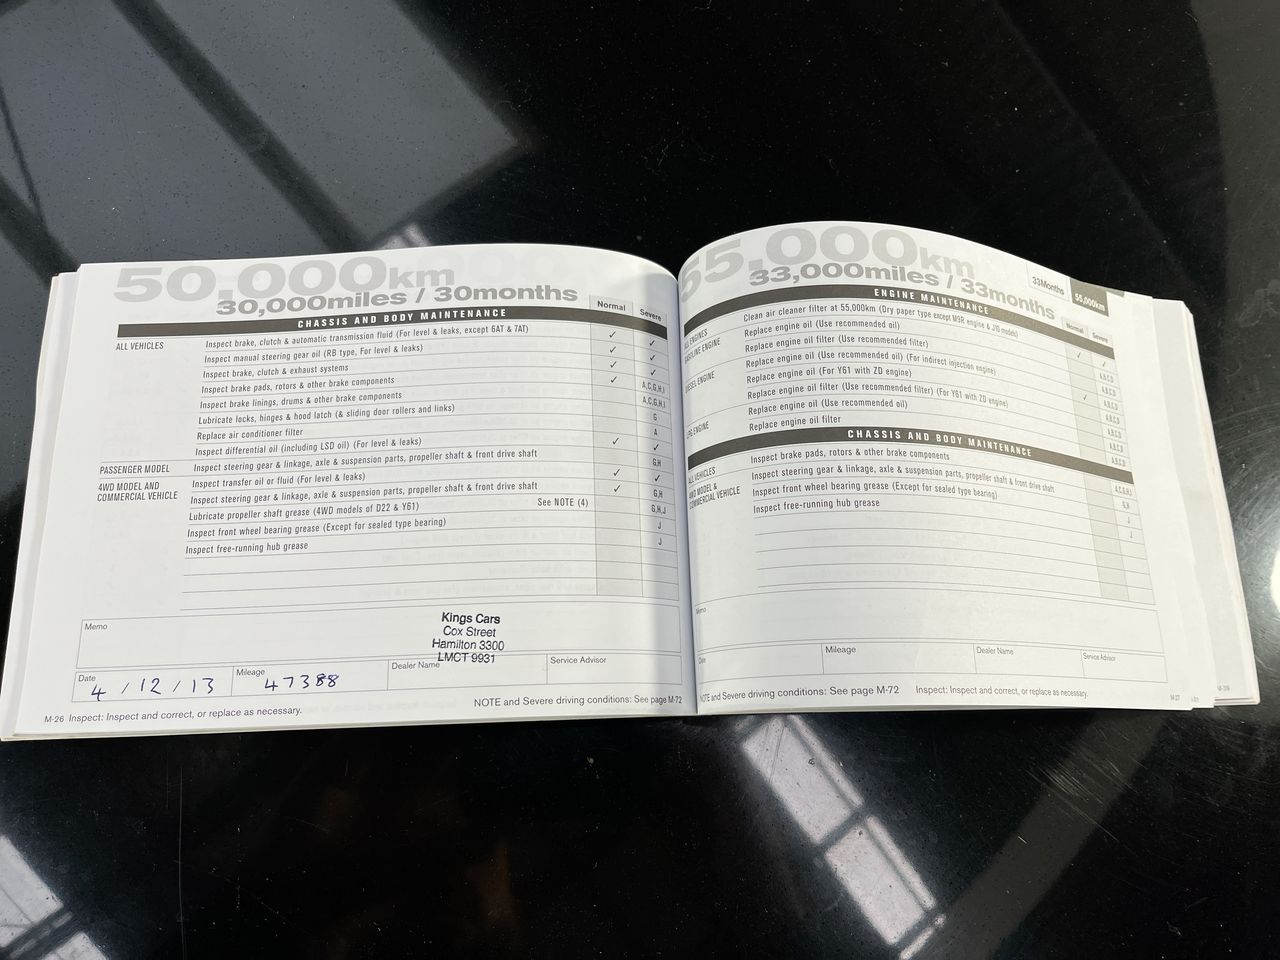 50,000km
30,000miles / 30months
Normal
Severe
CHASSIS AND BODY MAINTENANCE
ALL VEHICLES
Inspect brake, clutch & automatic transmission fluid (For level & leaks, except 6AT & 7AT) ✓ ✓
Inspect manual steering gear oil (RB type, For level & leaks) ✓ ✓
Inspect brake, clutch & exhaust systems ✓ ✓
Inspect brake pads, rotors & other brake components ✓ A,C,G,H,I
Inspect brake linings, drums & other brake components A,C,G,H,I
Lubricate locks, hinges & hood latch (& sliding door rollers and links) G
Replace air conditioner filter A
Inspect differential oil (including LSD oil) (For level & leaks) ✓ ✓
PASSENGER MODEL
Inspect steering gear & linkage, axle & suspension parts, propeller shaft & front drive shaft G,H
4WD MODEL AND
COMMERCIAL VEHICLE
Inspect transfer oil or fluid (For level & leaks) ✓ ✓
Inspect steering gear & linkage, axle & suspension parts, propeller shaft & front drive shaft ✓ G,H
Lubricate propeller shaft grease (4WD models of D22 & Y61) See NOTE (4) G,H,J
Inspect front wheel bearing grease (Except for sealed type bearing) J
Inspect free-running hub grease J
Memo
Kings Cars
Cox Street
Hamilton 3300
LMCT 9931
Date
4 / 12 / 13
Mileage
47388
Dealer Name
Service Advisor
NOTE and Severe driving conditions: See page M-72
M-26 Inspect: Inspect and correct, or replace as necessary.
55,000km
33,000miles / 33months
33Months
55,000km
Normal
Severe
ENGINE MAINTENANCE
Clean air cleaner filter at 55,000km (Dry paper type except M9R engine & J10 models)
Replace engine oil (Use recommended oil)
Replace engine oil filter (Use recommended filter)
Replace engine oil (Use recommended oil) (For indirect injection engine)
Replace engine oil (For Y61 with ZD engine)
Replace engine oil filter (Use recommended filter) (For Y61 with ZD engine)
Replace engine oil (Use recommended oil)
Replace engine oil filter
CHASSIS AND BODY MAINTENANCE
ALL VEHICLES
Inspect brake pads, rotors & other brake components
4WD MODEL &
COMMERCIAL VEHICLE
Inspect steering gear & linkage, axle & suspension parts, propeller shaft & front drive shaft
Inspect front wheel bearing grease (Except for sealed type bearing)
Inspect free-running hub grease
Memo
Date
Mileage
Dealer Name
Service Advisor
NOTE and Severe driving conditions: See page M-72
Inspect: Inspect and correct, or replace as necessary.